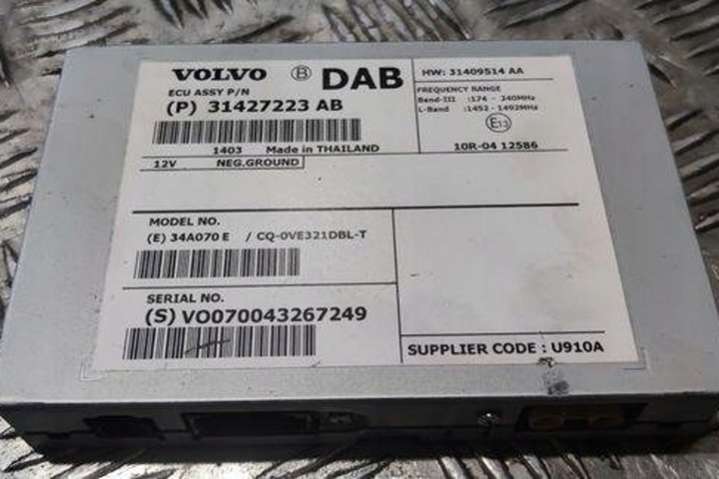 VOLVO Ⓑ DAB
ECU ASSY P/N
(P) 31427223 AB
1403 Made in THAILAND
12V NEG.GROUND
HW: 31409514 AA
FREQUENCY RANGE
Band-III :174 - 240MHz
L-Band :1452 - 1492MHz
E13
10R-04 12586
MODEL NO.
(E) 34A070 E / CQ-0VE321DBL-T
SERIAL NO.
(S) VO070043267249
SUPPLIER CODE : U910A